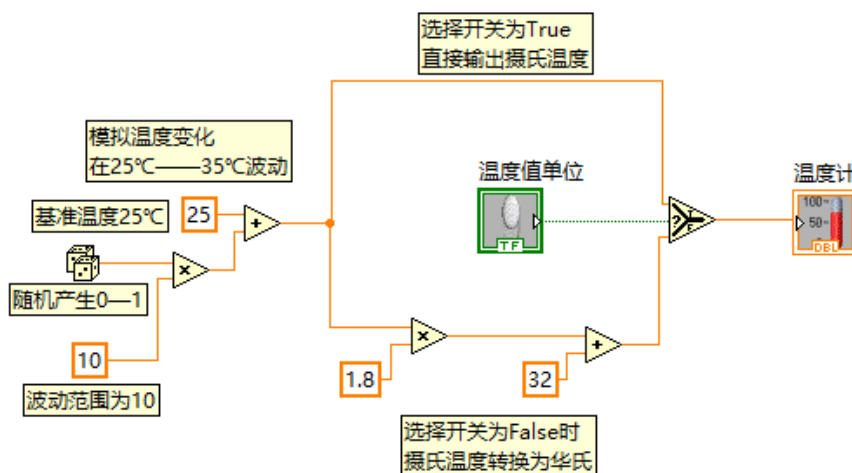 选择开关为True
直接输出摄氏温度
模拟温度变化
在25℃——35℃波动
温度值单位
温度计
基准温度25℃
25
+
?
T
F
TF
100
50
DBL
×
随机产生0—1
10
波动范围为10
×
+
1.8
32
选择开关为False时
摄氏温度转换为华氏